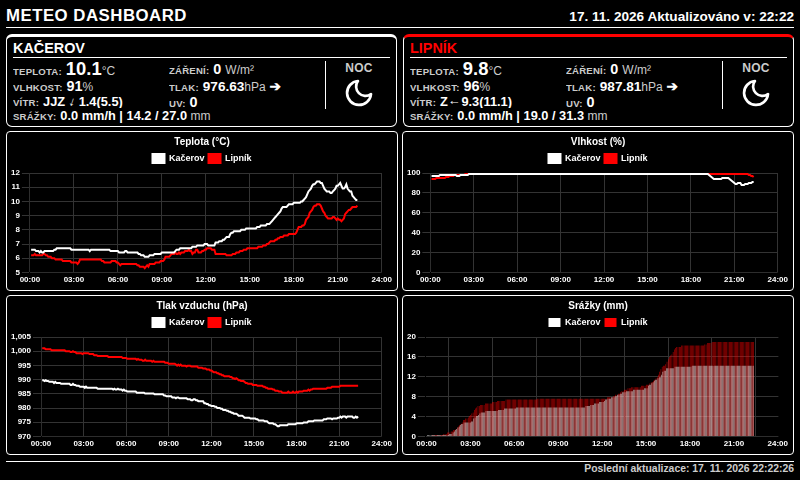 METEO DASHBOARD
17. 11. 2026 Aktualizováno v: 22:22
KAČEROV
TEPLOTA: 10.1°C
ZÁŘENÍ: 0 W/m²
NOC
VLHKOST: 91%
TLAK: 976.63hPa ➔
VÍTR: JJZ ↓ 1.4(5.5)
UV: 0
SRÁŽKY: 0.0 mm/h | 14.2 / 27.0 mm
LIPNÍK
TEPLOTA: 9.8°C
ZÁŘENÍ: 0 W/m²
NOC
VLHKOST: 96%
TLAK: 987.81hPa ➔
VÍTR: Z ← 9.3(11.1)
UV: 0
SRÁŽKY: 0.0 mm/h | 19.0 / 31.3 mm
Teplota (°C)
Kačerov Lipník
12
11
10
9
8
7
6
5
00:00 03:00 06:00 09:00 12:00 15:00 18:00 21:00 24:00
Vlhkost (%)
Kačerov Lipník
100
80
60
40
20
0
00:00 03:00 06:00 09:00 12:00 15:00 18:00 21:00 24:00
Tlak vzduchu (hPa)
Kačerov Lipník
1,005
1,000
995
990
985
980
975
970
00:00 03:00 06:00 09:00 12:00 15:00 18:00 21:00 24:00
Srážky (mm)
Kačerov Lipník
20
16
12
8
4
0
00:00 03:00 06:00 09:00 12:00 15:00 18:00 21:00 24:00
Poslední aktualizace: 17. 11. 2026 22:22:26